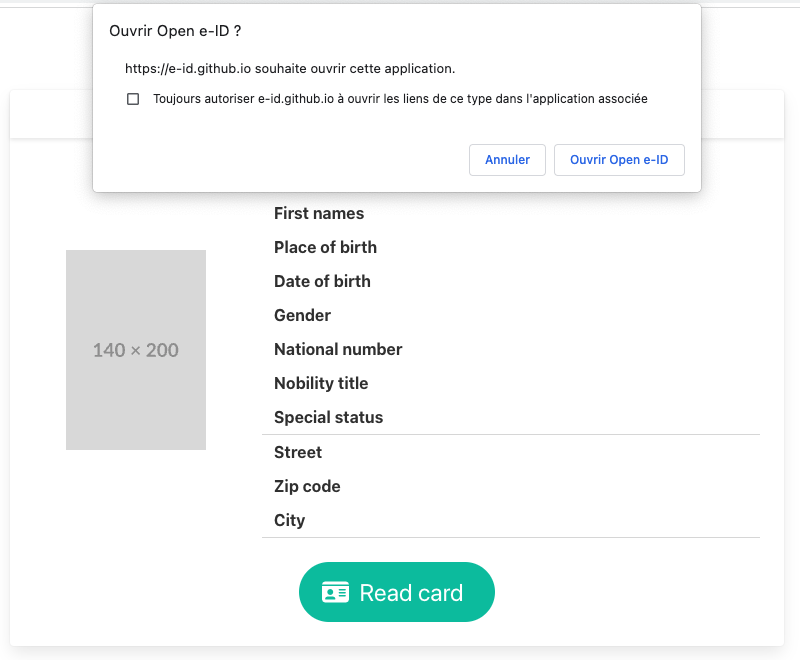 Ouvrir Open e-ID ?
https://e-id.github.io souhaite ouvrir cette application.
Toujours autoriser e-id.github.io à ouvrir les liens de ce type dans l'application associée
Annuler
Ouvrir Open e-ID
First names
Place of birth
Date of birth
Gender
140 × 200
National number
Nobility title
Special status
Street
Zip code
City
Read card